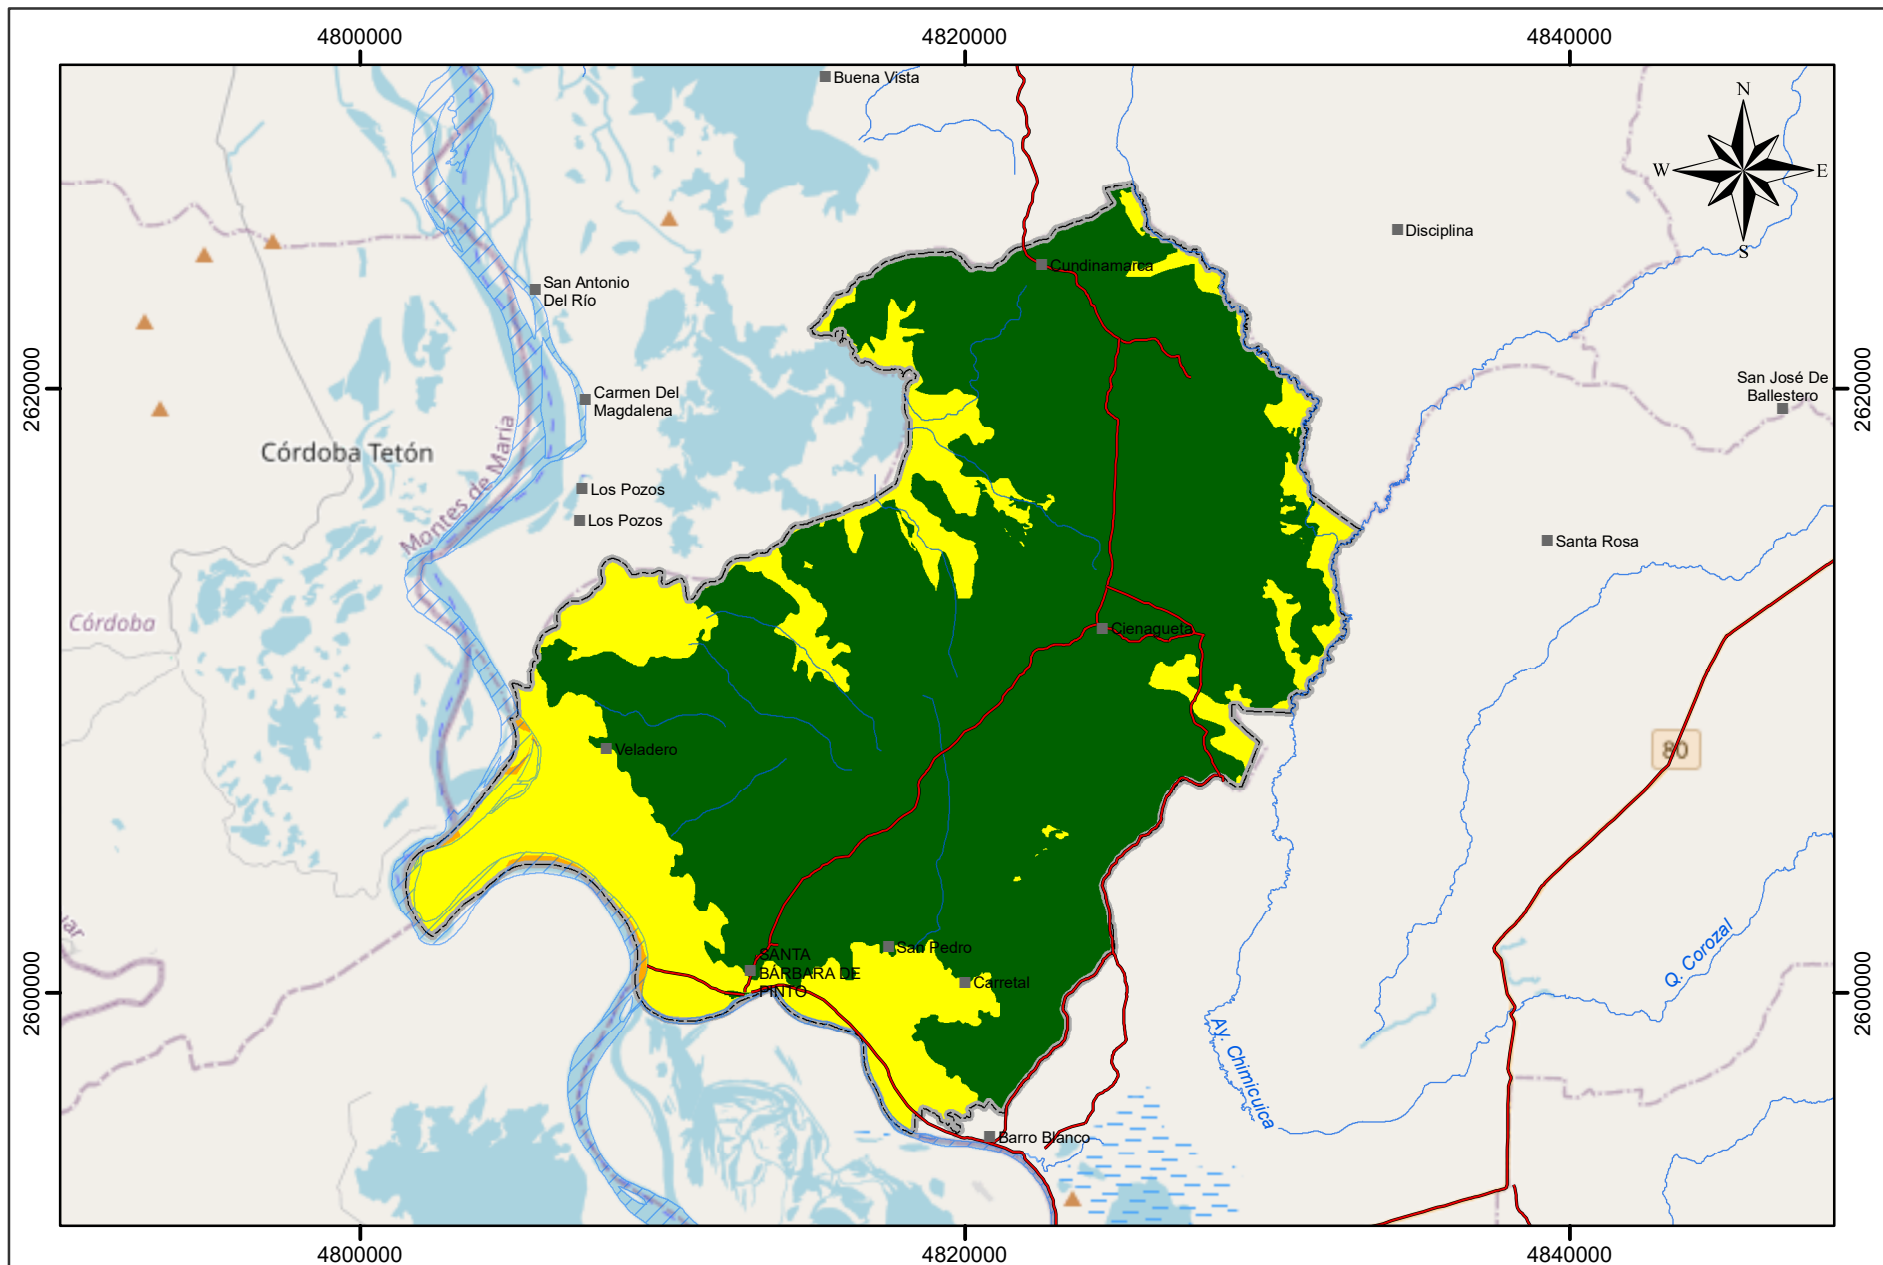 4800000
4820000
4840000
Buena Vista
N
W
E
S
Disciplina
Cundinamarca
San Antonio
Del Río
2620000
2620000
San José De
Ballestero
Carmen Del
Magdalena
Córdoba Tetón
Montes de María
Los Pozos
Los Pozos
Santa Rosa
Córdoba
Cienagueta
Veladero
80
San Pedro
SANTA
BÁRBARA DE
PINTO
Carretal
Q. Corozal
2600000
2600000
Ay. Chimicuica
Barro Blanco
4800000
4820000
4840000